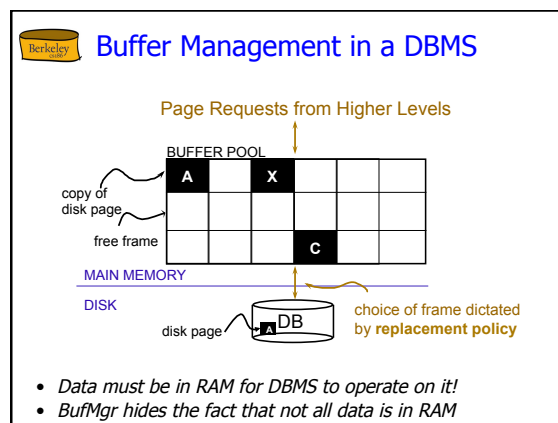 Berkeley
cs186
Buffer Management in a DBMS
Page Requests from Higher Levels
BUFFER POOL
A X
copy of
disk page
free frame
C
MAIN MEMORY
DISK
choice of frame dictated
by replacement policy
DB
disk page
A
• Data must be in RAM for DBMS to operate on it!
• BufMgr hides the fact that not all data is in RAM